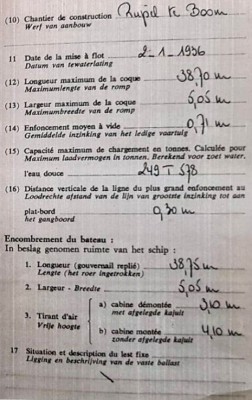 (10) Chantier de construction Rupel te Boom
Werf van aanbouw
11 Date de la mise à flot 2-1-1936
Datum van tewaterlating
(12) Longueur maximum de la coque 38,70 m
Maximumlengte van de romp
(13) Largeur maximum de la coque 5,05 m
Maximumbreedte van de romp
(14) Enfoncement moyen à vide 0,71 m
Gemiddelde inzinking van het ledige vaartuig
(15) Capacité maximum de chargement en tonnes. Calculée pour
Maximum laadvermogen in tonnen. Berekend voor zoet water.
l'eau douce 249 T 578
(16) Distance verticale de la ligne du plus grand enfoncement au
Loodrechte afstand van de lijn van grootste inzinking tot aan
plat-bord 0,30 m
het gangboord
Encombrement du bateau :
In beslag genomen ruimte van het schip :
1. Longueur (gouvernail replié) 38,75 m
Lengte (het roer ingetrokken)
2. Largeur - Breedte 5,05 m
3. Tirant d'air
Vrije hoogte
a) cabine démontée 3,10 m
met afgelegde kajuit
b) cabine montée 4,10 m
zonder afgelegde kajuit
17 Situation et description du lest fixe
Ligging en beschrijving van de vaste ballast